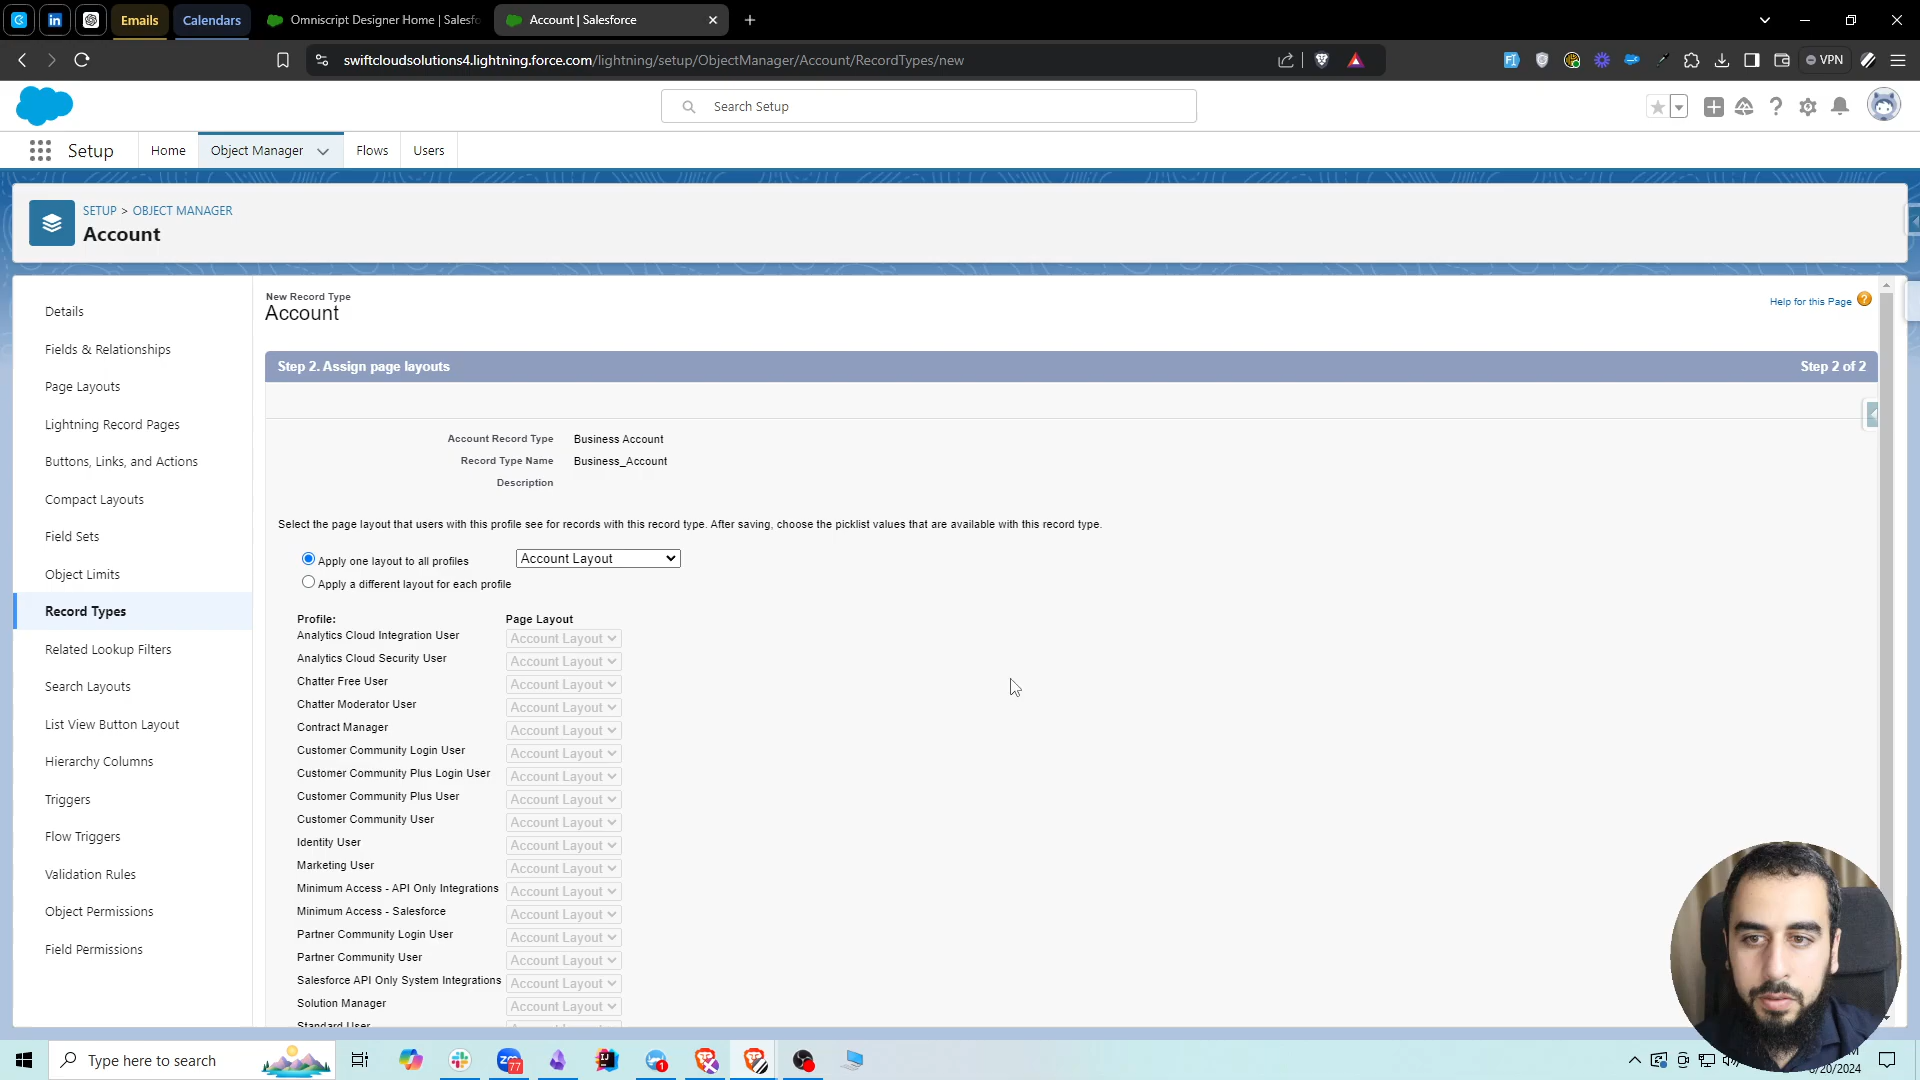 Emails
Calendars
Omniscript Designer Home | Salesfo
Account | Salesforce
swiftcloudsolutions4.lightning.force.com/lightning/setup/ObjectManager/Account/RecordTypes/new
VPN
Search Setup
Setup
Home
Object Manager
Flows
Users
SETUP > OBJECT MANAGER
Account
Details
Fields & Relationships
Page Layouts
Lightning Record Pages
Buttons, Links, and Actions
Compact Layouts
Field Sets
Object Limits
Record Types
Related Lookup Filters
Search Layouts
List View Button Layout
Hierarchy Columns
Triggers
Flow Triggers
Validation Rules
Object Permissions
Field Permissions
New Record Type
Account
Help for this Page
Step 2. Assign page layouts
Step 2 of 2
Account Record Type Business Account
Record Type Name Business_Account
Description
Select the page layout that users with this profile see for records with this record type. After saving, choose the picklist values that are available with this record type.
Apply one layout to all profiles Account Layout
Apply a different layout for each profile
Profile: Page Layout
Analytics Cloud Integration User Account Layout
Analytics Cloud Security User Account Layout
Chatter Free User Account Layout
Chatter Moderator User Account Layout
Contract Manager Account Layout
Customer Community Login User Account Layout
Customer Community Plus Login User Account Layout
Customer Community Plus User Account Layout
Customer Community User Account Layout
Identity User Account Layout
Marketing User Account Layout
Minimum Access - API Only Integrations Account Layout
Minimum Access - Salesforce Account Layout
Partner Community Login User Account Layout
Partner Community User Account Layout
Salesforce API Only System Integrations Account Layout
Solution Manager Account Layout
Standard User
Type here to search
77
1
/20/2024